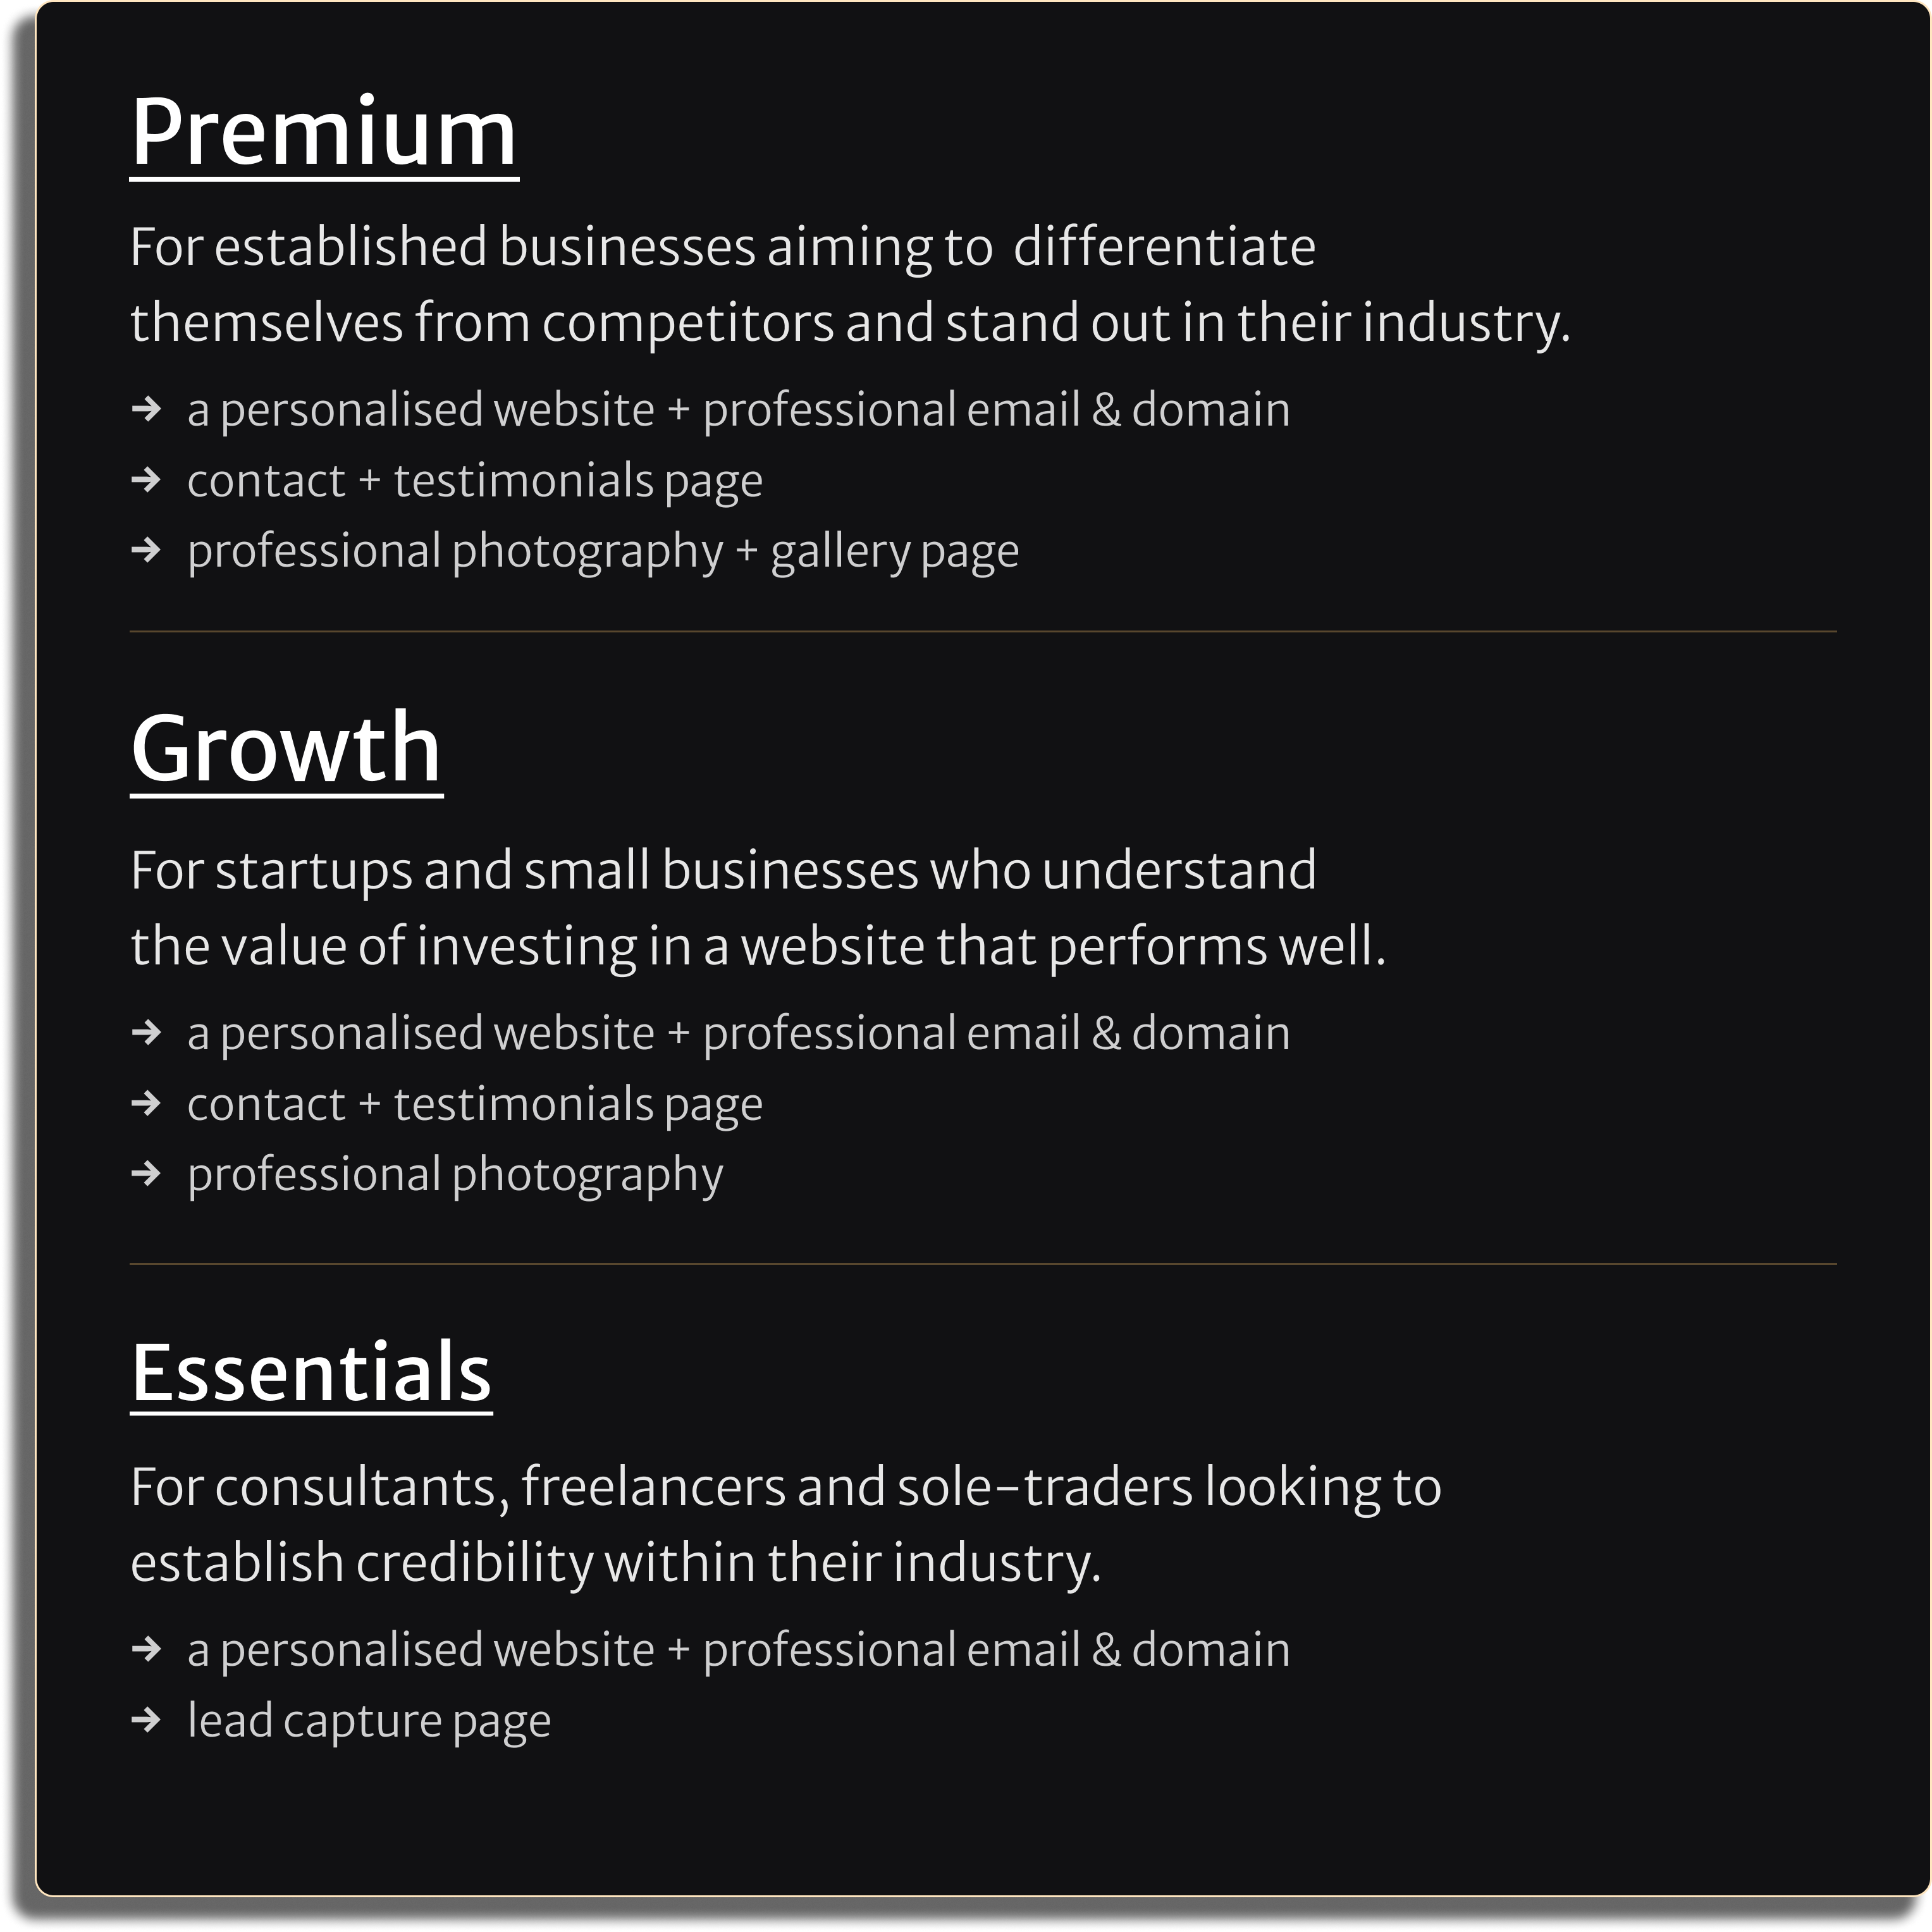 Premium
For established businesses aiming to  differentiate
themselves from competitors and stand out in their industry.
→ a personalised website + professional email & domain
→ contact + testimonials page
→ professional photography + gallery page
Growth
For startups and small businesses who understand
the value of investing in a website that performs well.
→ a personalised website + professional email & domain
→ contact + testimonials page
→ professional photography
Essentials
For consultants, freelancers and sole-traders looking to
establish credibility within their industry.
→ a personalised website + professional email & domain
→ lead capture page